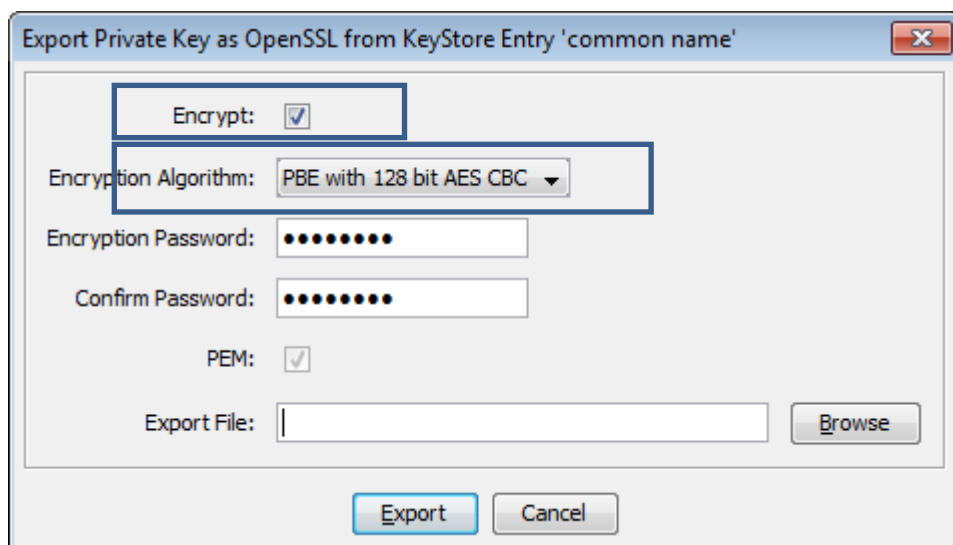 Export Private Key as OpenSSL from KeyStore Entry 'common name'
Encrypt:
Encryption Algorithm: PBE with 128 bit AES CBC
Encryption Password: ••••••••
Confirm Password: ••••••••
PEM:
Export File: Browse
Export Cancel